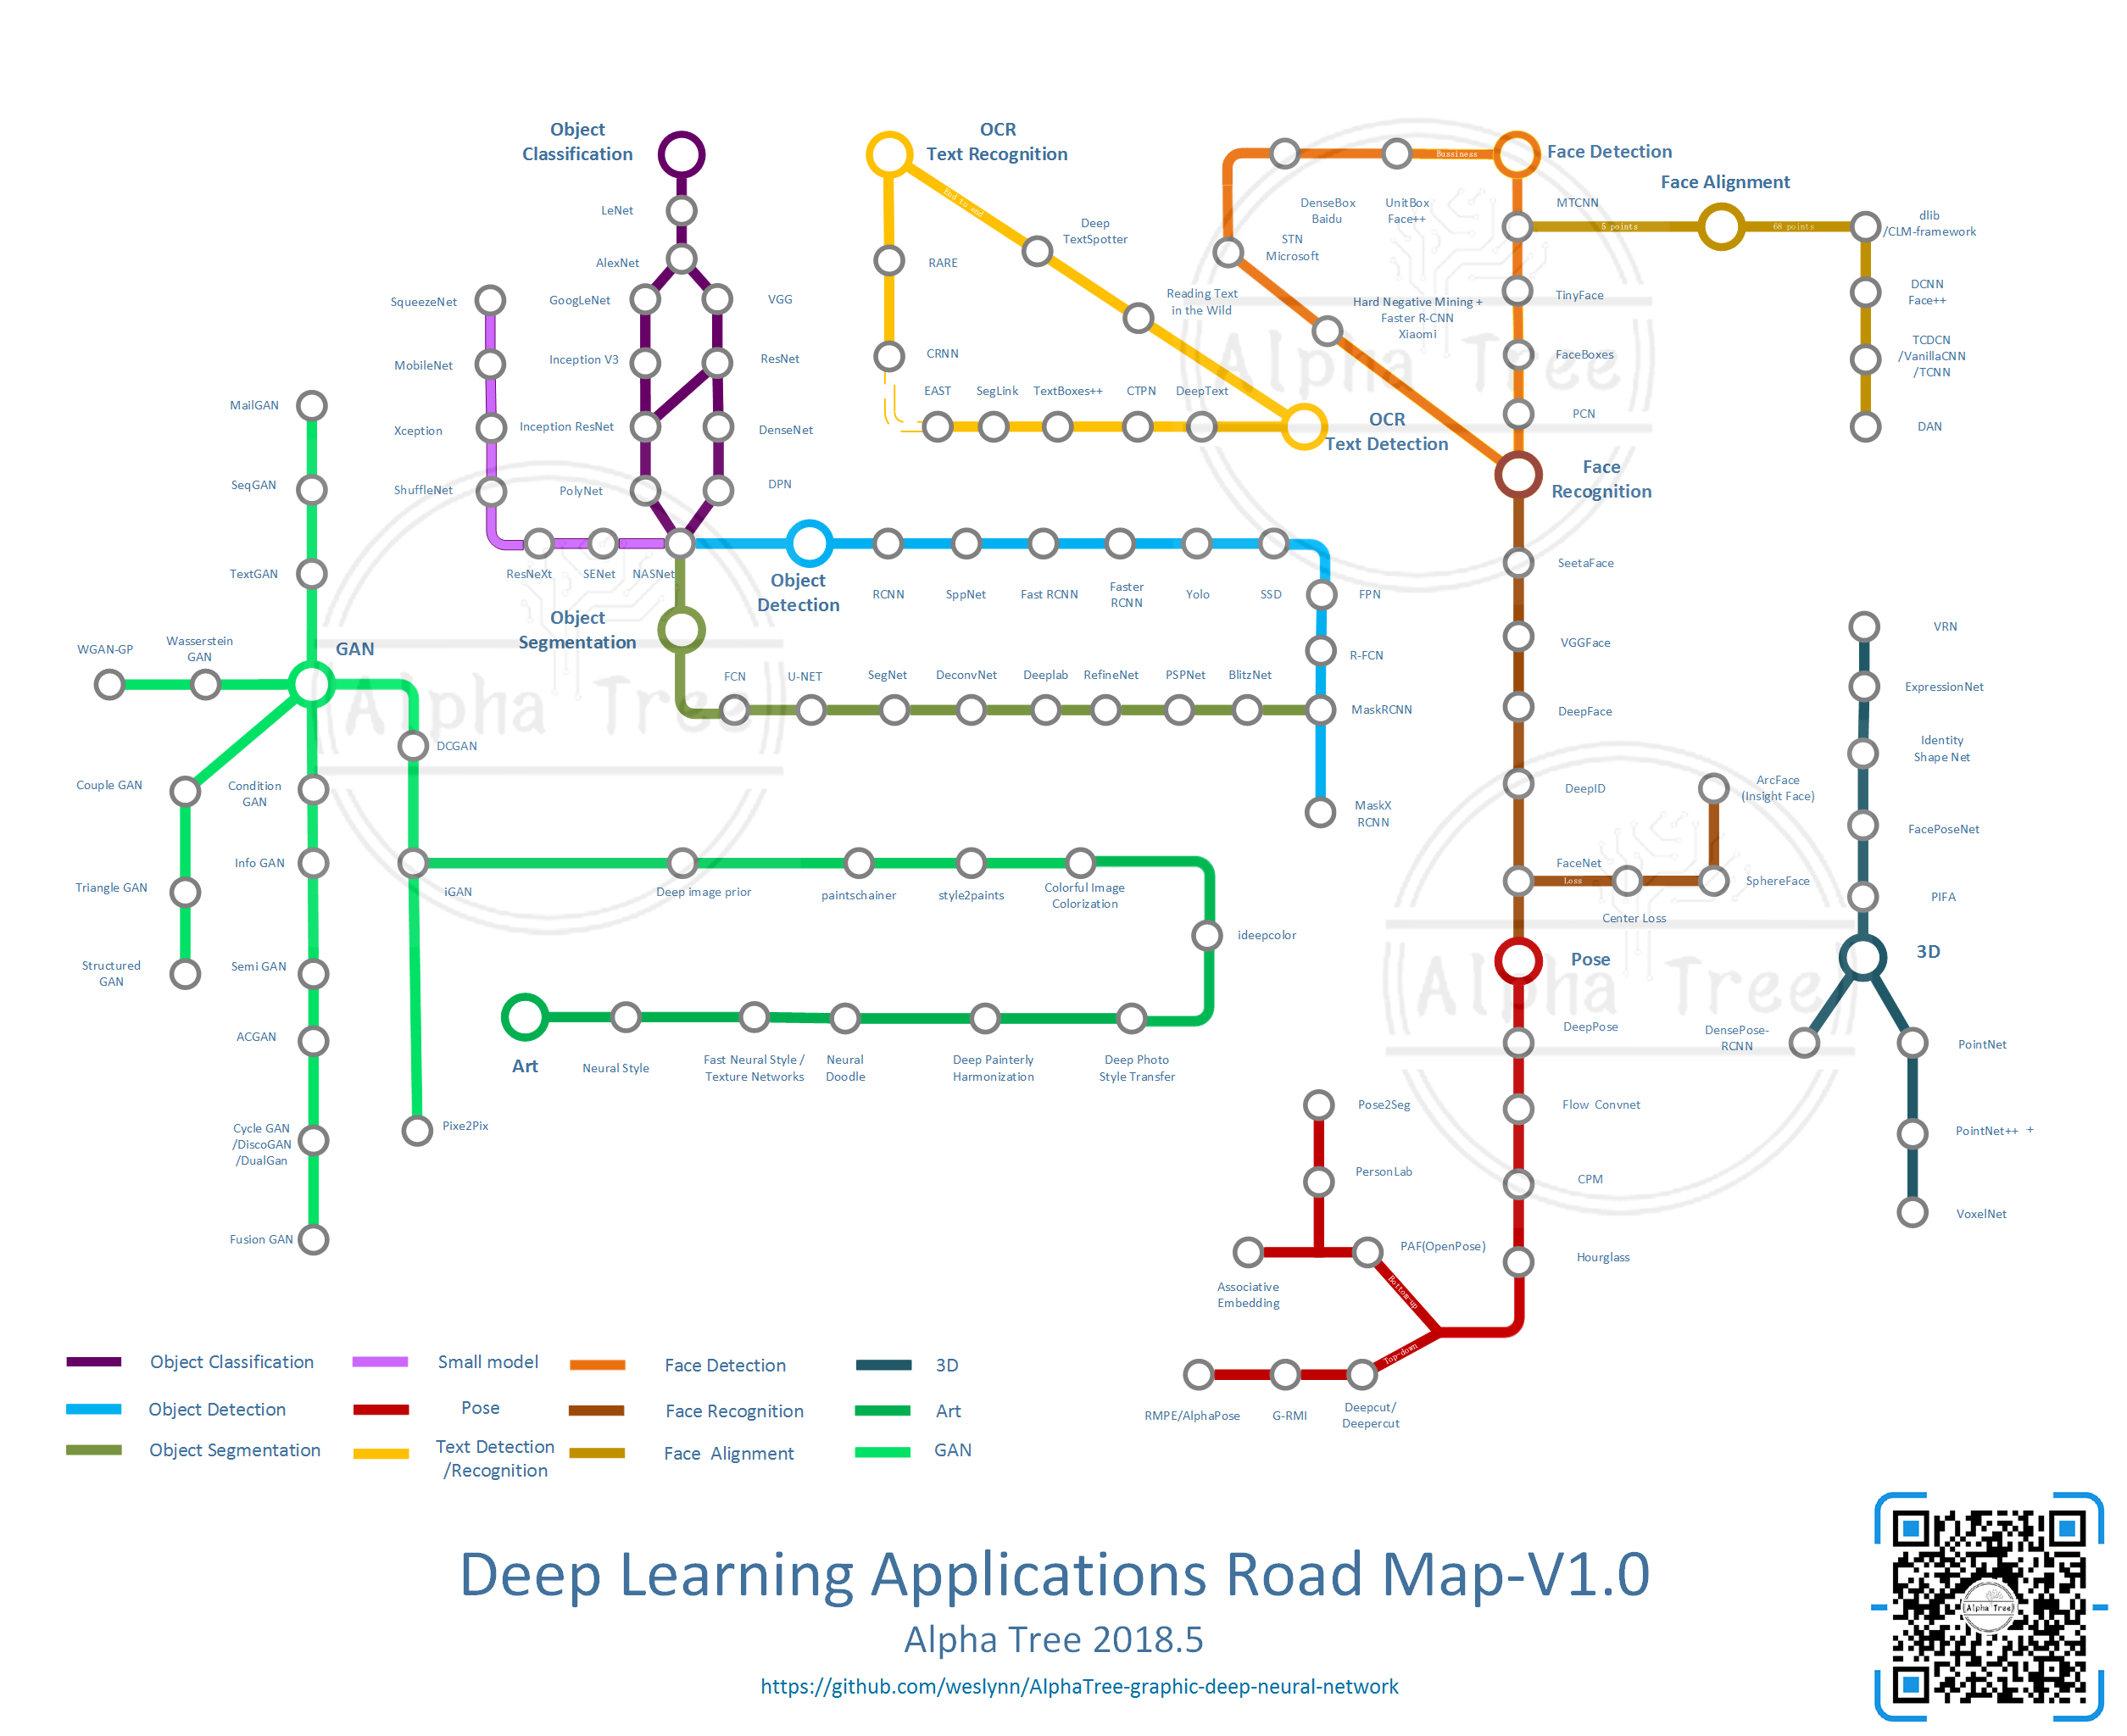 Object
Classification
LeNet
AlexNet
GoogLeNet
VGG
Inception V3
ResNet
Inception ResNet
DenseNet
PolyNet
DPN
SqueezeNet
MobileNet
Xception
ShuffleNet
ResNeXt
SENet
NASNet
OCR
Text Recognition
End to end
Deep
TextSpotter
Reading Text
in the Wild
RARE
CRNN
EAST
SegLink
TextBoxes++
CTPN
DeepText
OCR
Text Detection
Face Detection
Bussiness
DenseBox
Baidu
UnitBox
Face++
STN
Microsoft
Hard Negative Mining +
Faster R-CNN
Xiaomi
MTCNN
TinyFace
FaceBoxes
PCN
Face Alignment
5 points
68 points
dlib
/CLM-framework
DCNN
Face++
TCDCN
/VanillaCNN
/TCNN
DAN
Face
Recognition
SeetaFace
VGGFace
DeepFace
DeepID
FaceNet
Loss
Center Loss
SphereFace
ArcFace
(Insight Face)
Object
Detection
RCNN
SppNet
Fast RCNN
Faster
RCNN
Yolo
SSD
FPN
R-FCN
MaskRCNN
MaskX
RCNN
Object
Segmentation
FCN
U-NET
SegNet
DeconvNet
Deeplab
RefineNet
PSPNet
BlitzNet
MailGAN
SeqGAN
TextGAN
GAN
WGAN-GP
Wasserstein
GAN
Couple GAN
Triangle GAN
Structured
GAN
Condition
GAN
Info GAN
Semi GAN
ACGAN
Cycle GAN
/DiscoGAN
/DualGan
Fusion GAN
DCGAN
iGAN
Pixe2Pix
Deep image prior
paintschainer
style2paints
Colorful Image
Colorization
ideepcolor
Art
Neural Style
Fast Neural Style /
Texture Networks
Neural
Doodle
Deep Painterly
Harmonization
Deep Photo
Style Transfer
Pose
DeepPose
Flow Convnet
CPM
Hourglass
Pose2Seg
PersonLab
PAF(OpenPose)
Associative
Embedding
Bottom-up
Top-down
RMPE/AlphaPose
G-RMI
Deepcut/
Deepercut
VRN
ExpressionNet
Identity
Shape Net
FacePoseNet
PIFA
3D
DensePose-
RCNN
PointNet
PointNet++ +
VoxelNet
Alpha Tree
Alpha Tree
Alpha Tree
Object Classification
Small model
Face Detection
3D
Object Detection
Pose
Face Recognition
Art
Object Segmentation
Text Detection
/Recognition
Face Alignment
GAN
Deep Learning Applications Road Map-V1.0
Alpha Tree 2018.5
https://github.com/weslynn/AlphaTree-graphic-deep-neural-network
Alpha Tree